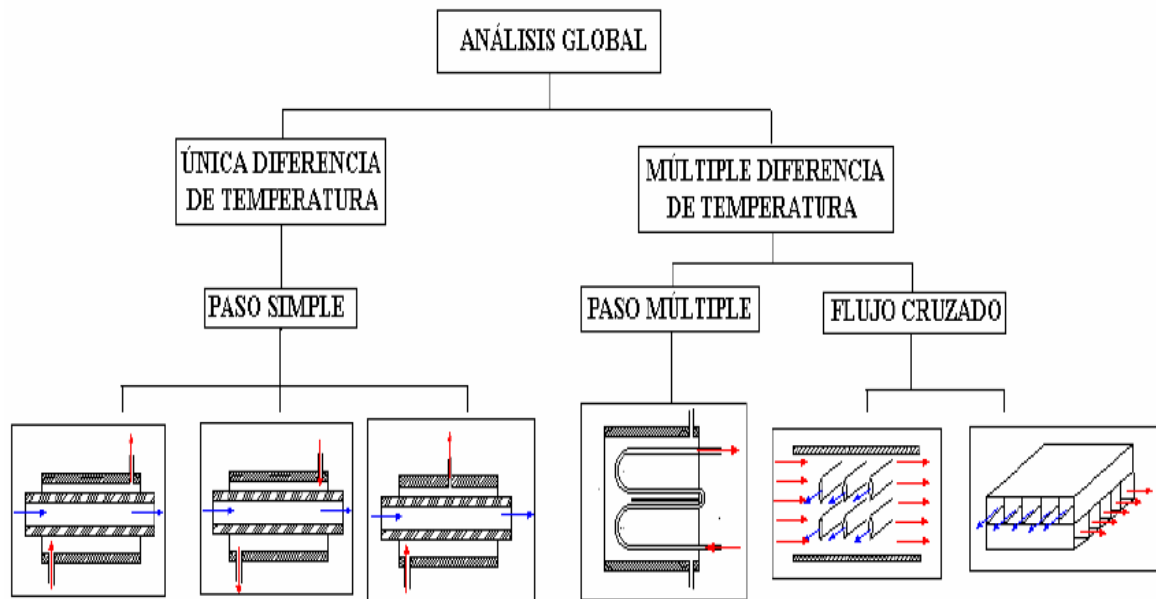 ANÁLISIS GLOBAL
ÚNICA DIFERENCIA
DE TEMPERATURA
MÚLTIPLE DIFERENCIA
DE TEMPERATURA
PASO SIMPLE
PASO MÚLTIPLE
FLUJO CRUZADO